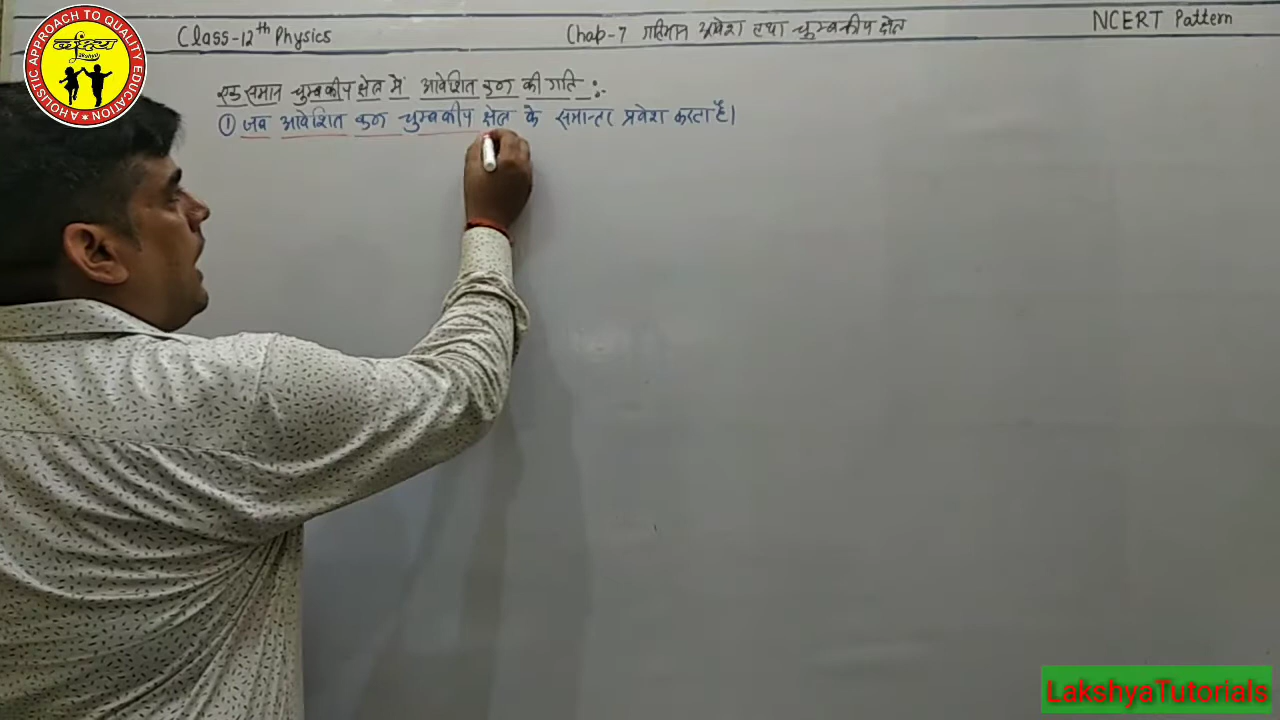 Class-12th Physics
Chap-7 गतिमान आवेश तथा चुम्बकीय क्षेत्र
NCERT Pattern
एक समान चुम्बकीय क्षेत्र में आवेशित कण की गति :-
① जब आवेशित कण चुम्बकीय क्षेत्र के समान्तर प्रवेश करता है।
A HOLISTIC APPROACH TO QUALITY EDUCATION
लक्ष्य
Lakshya
LakshyaTutorials